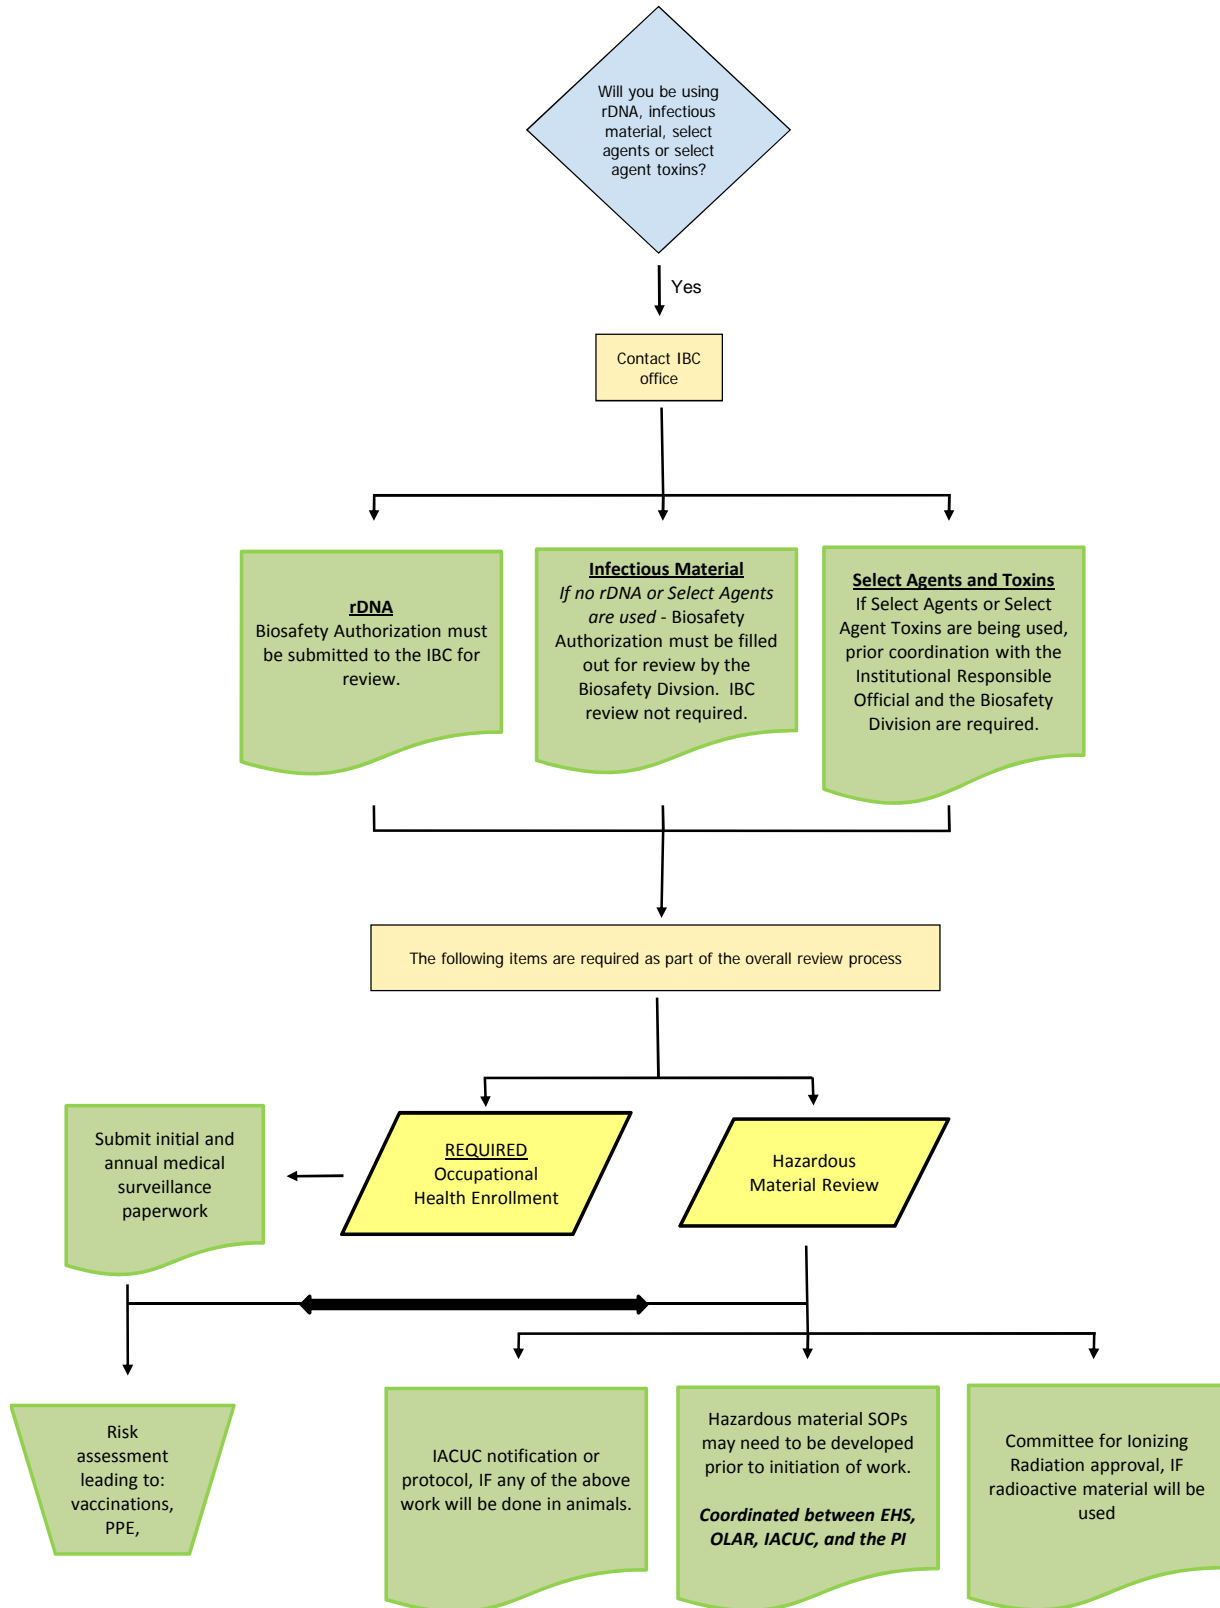 Will you be using
rDNA, infectious
material, select
agents or select
agent toxins?
Yes
Contact IBC
office
rDNA
Biosafety Authorization must
be submitted to the IBC for
review.
Infectious Material
If no rDNA or Select Agents
are used - Biosafety
Authorization must be filled
out for review by the
Biosafety Divsion. IBC
review not required.
Select Agents and Toxins
If Select Agents or Select
Agent Toxins are being used,
prior coordination with the
Institutional Responsible
Official and the Biosafety
Division are required.
The following items are required as part of the overall review process
Submit initial and
annual medical
surveillance
paperwork
REQUIRED
Occupational
Health Enrollment
Hazardous
Material Review
Risk
assessment
leading to:
vaccinations,
PPE,
IACUC notification or
protocol, IF any of the above
work will be done in animals.
Hazardous material SOPs
may need to be developed
prior to initiation of work.
Coordinated between EHS,
OLAR, IACUC, and the PI
Committee for Ionizing
Radiation approval, IF
radioactive material will be
used